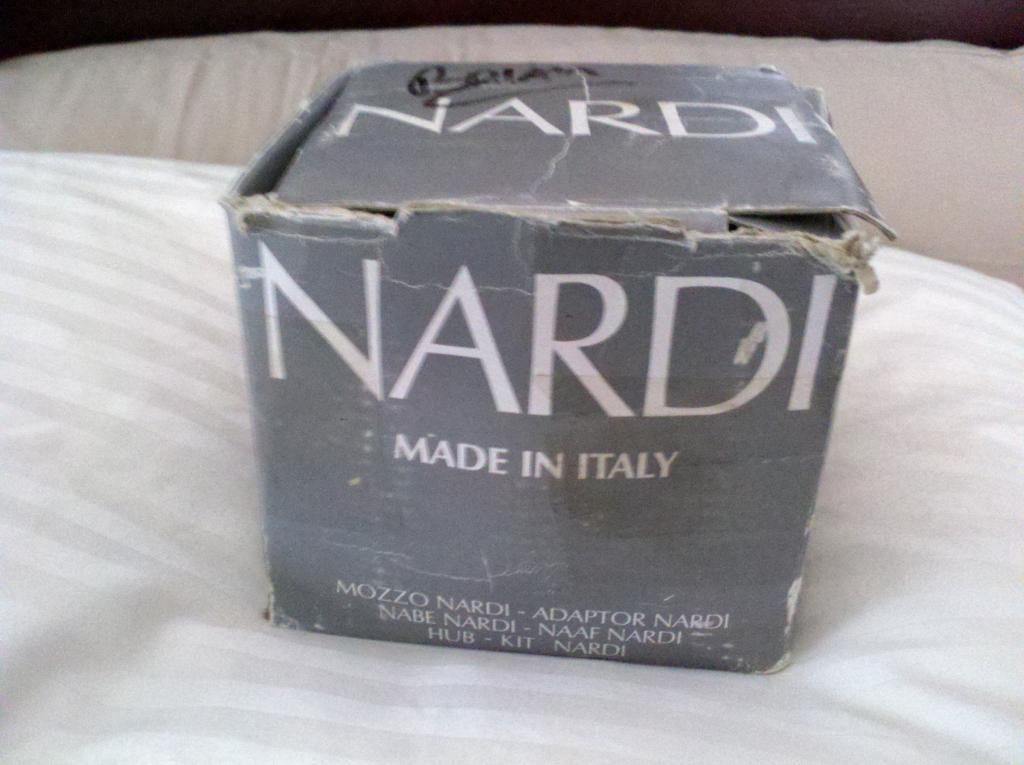 NARDI
NARDI
MADE IN ITALY
MOZZO NARDI - ADAPTOR NARDI
NABE NARDI - NAAF NARDI
HUB - KIT NARDI